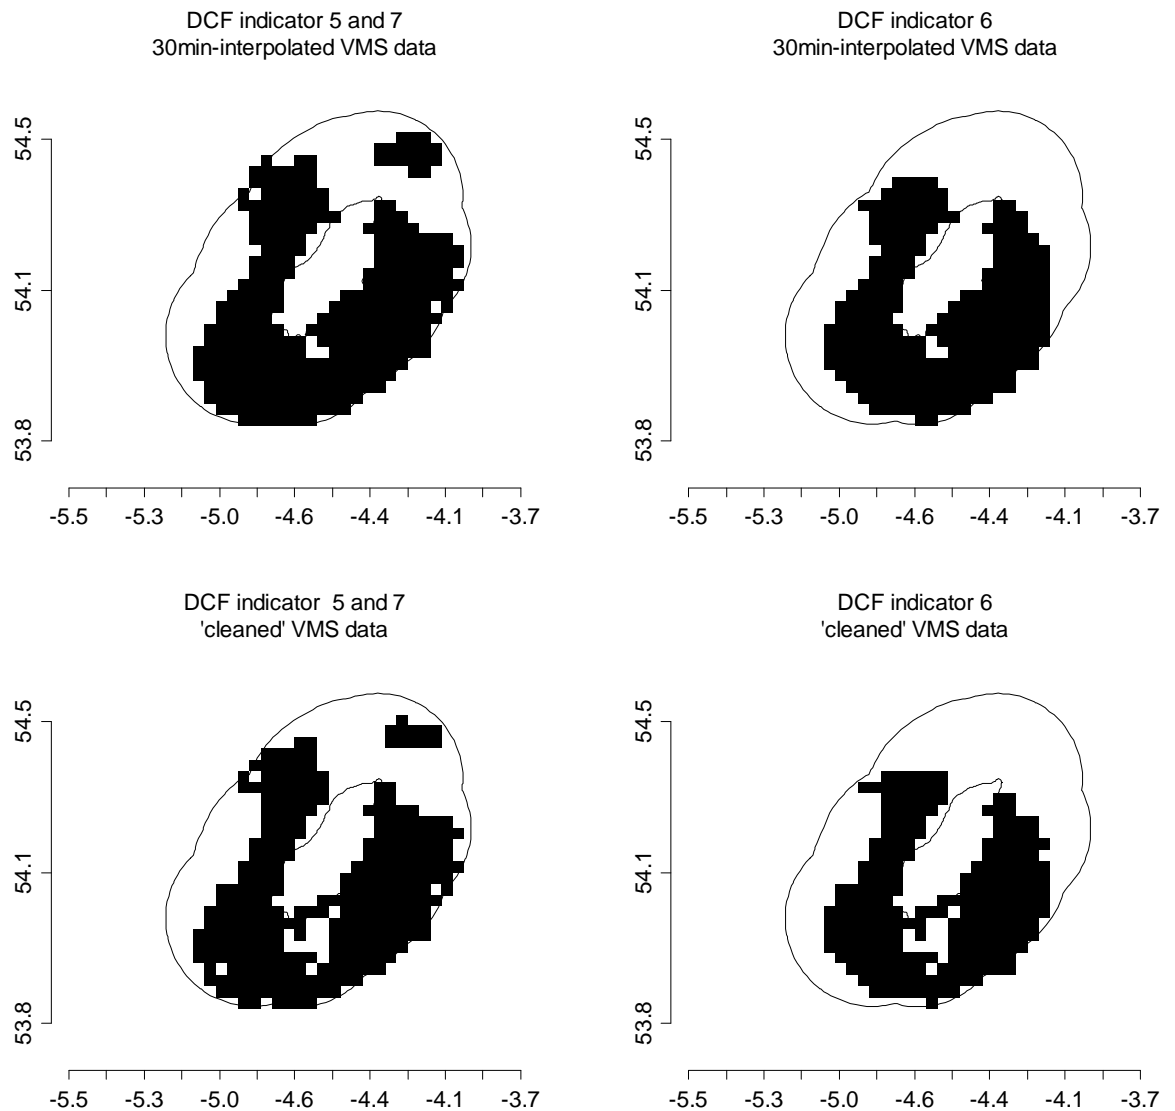 DCF indicator 5 and 7
30min-interpolated VMS data
54.5
54.1
53.8
-5.5 -5.3 -5.0 -4.6 -4.4 -4.1 -3.7
DCF indicator 6
30min-interpolated VMS data
54.5
54.1
53.8
-5.5 -5.3 -5.0 -4.6 -4.4 -4.1 -3.7
DCF indicator  5 and 7
'cleaned' VMS data
54.5
54.1
53.8
-5.5 -5.3 -5.0 -4.6 -4.4 -4.1 -3.7
DCF indicator 6
'cleaned' VMS data
54.5
54.1
53.8
-5.5 -5.3 -5.0 -4.6 -4.4 -4.1 -3.7